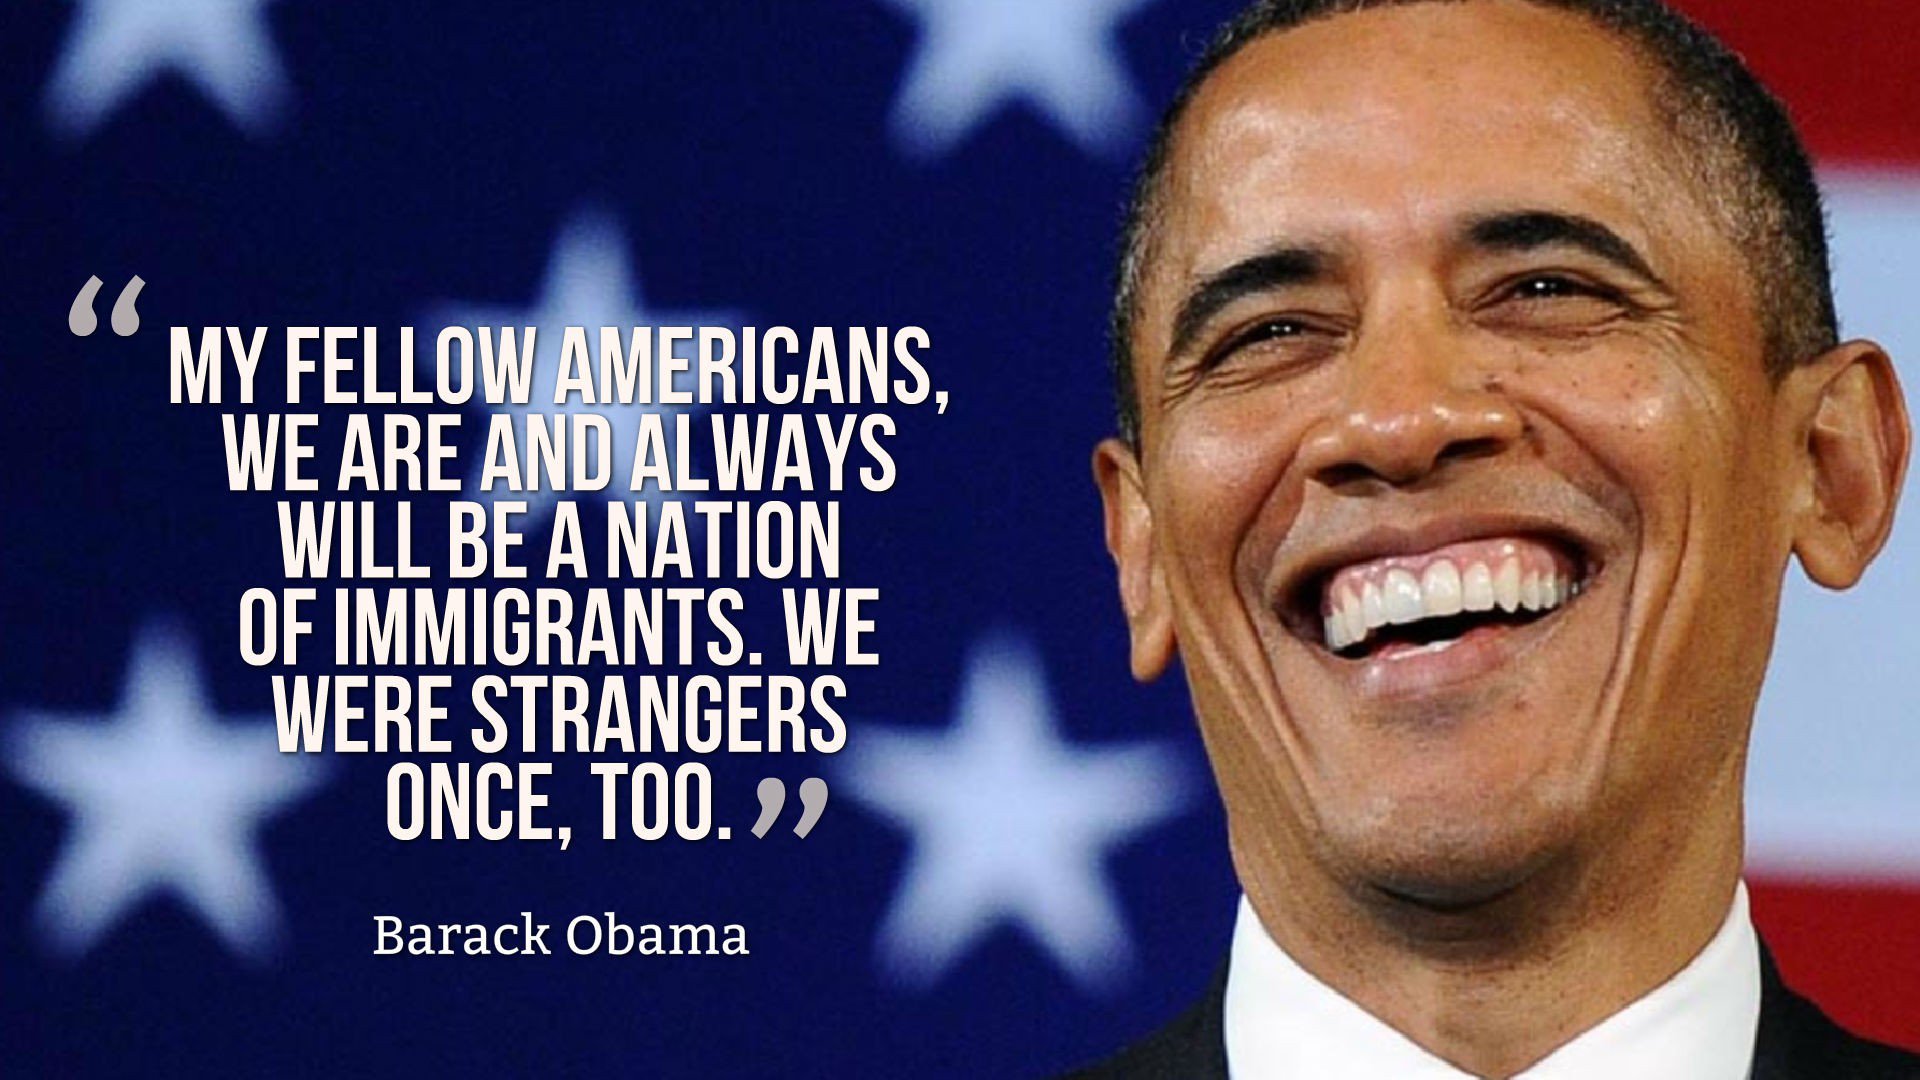 “ MY FELLOW AMERICANS,
WE ARE AND ALWAYS
WILL BE A NATION
OF IMMIGRANTS. WE
WERE STRANGERS
ONCE, TOO. ”
Barack Obama